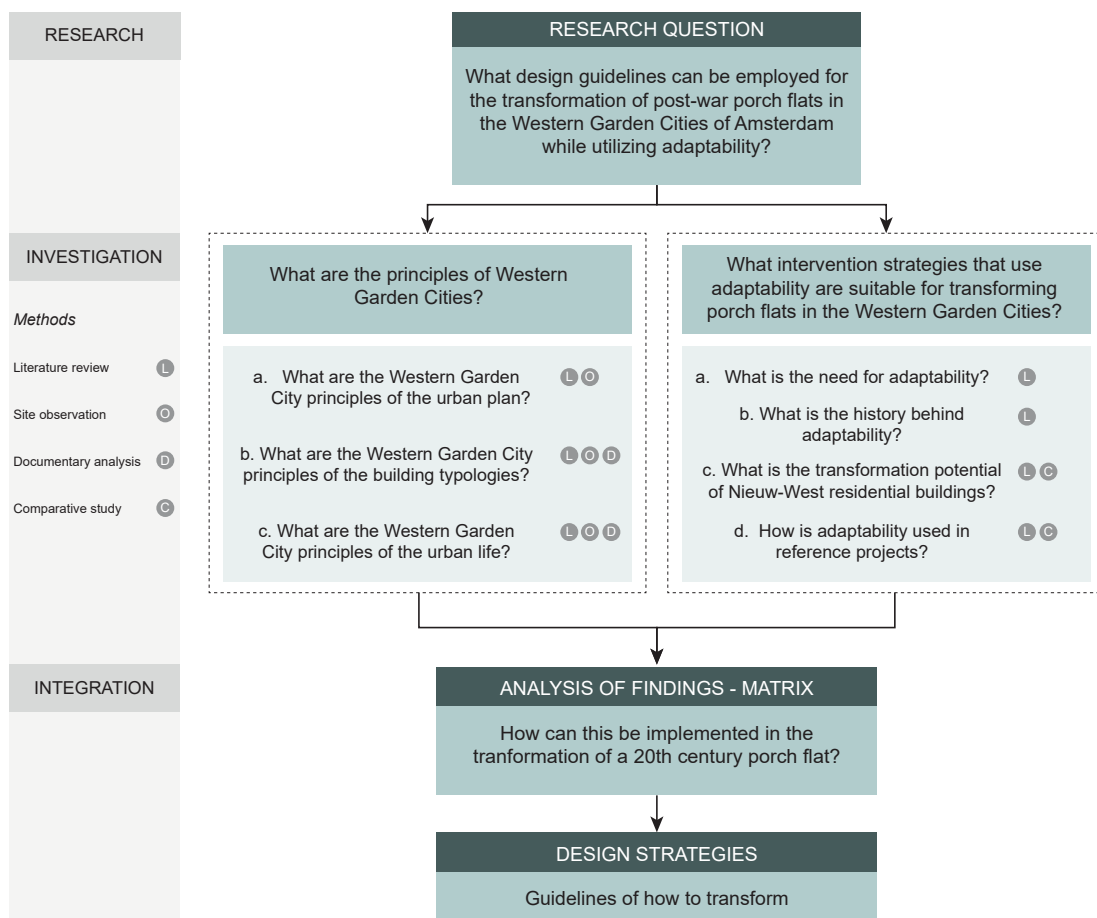 RESEARCH
RESEARCH QUESTION
What design guidelines can be employed for
the transformation of post-war porch flats in
the Western Garden Cities of Amsterdam
while utilizing adaptability?
INVESTIGATION
Methods
Literature review L
Site observation O
Documentary analysis D
Comparative study C
What are the principles of Western
Garden Cities?
a. What are the Western Garden L O
City principles of the urban plan?
b. What are the Western Garden City L O D
principles of the building typologies?
c. What are the Western Garden L O D
City principles of the urban life?
What intervention strategies that use
adaptability are suitable for transforming
porch flats in the Western Garden Cities?
a. What is the need for adaptability? L
b. What is the history behind L
adaptability?
c. What is the transformation potential L C
of Nieuw-West residential buildings?
d. How is adaptability used in L C
reference projects?
INTEGRATION
ANALYSIS OF FINDINGS - MATRIX
How can this be implemented in the
tranformation of a 20th century porch flat?
DESIGN STRATEGIES
Guidelines of how to transform